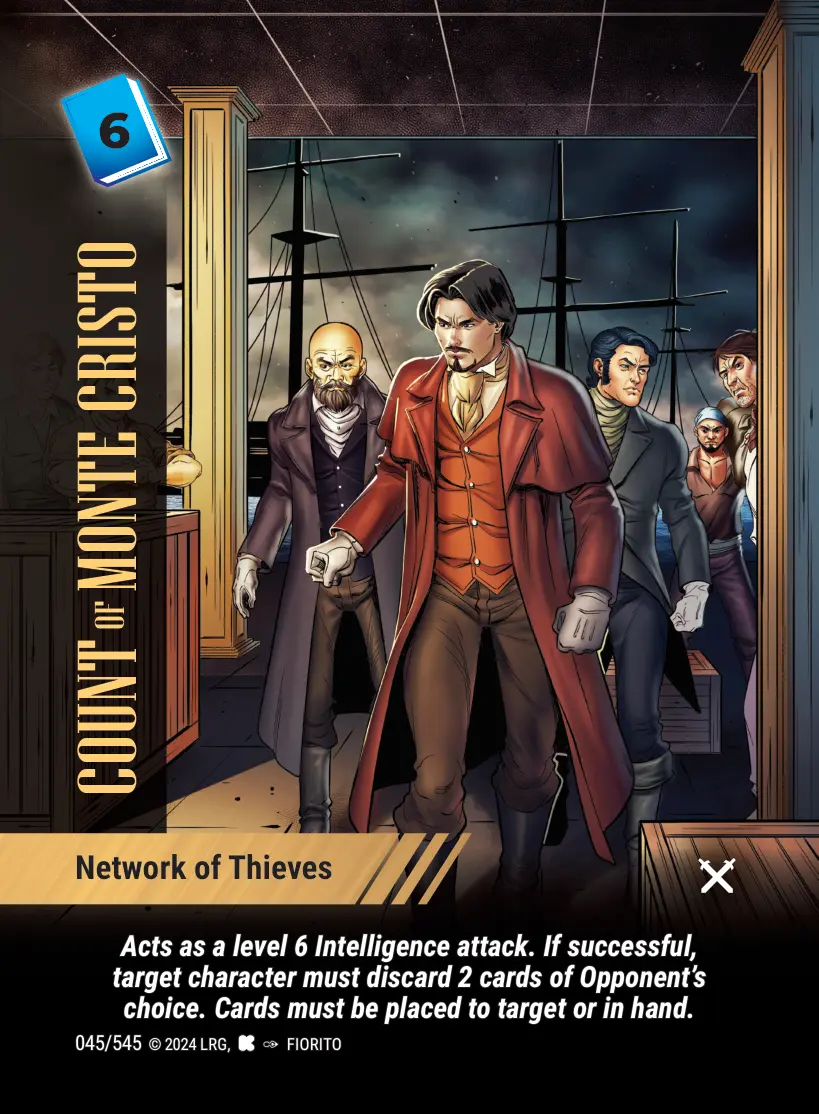 6
COUNT OF MONTE CRISTO
Network of Thieves
Acts as a level 6 Intelligence attack. If successful,
target character must discard 2 cards of Opponent’s
choice. Cards must be placed to target or in hand.
045/545 © 2024 LRG, FIORITO